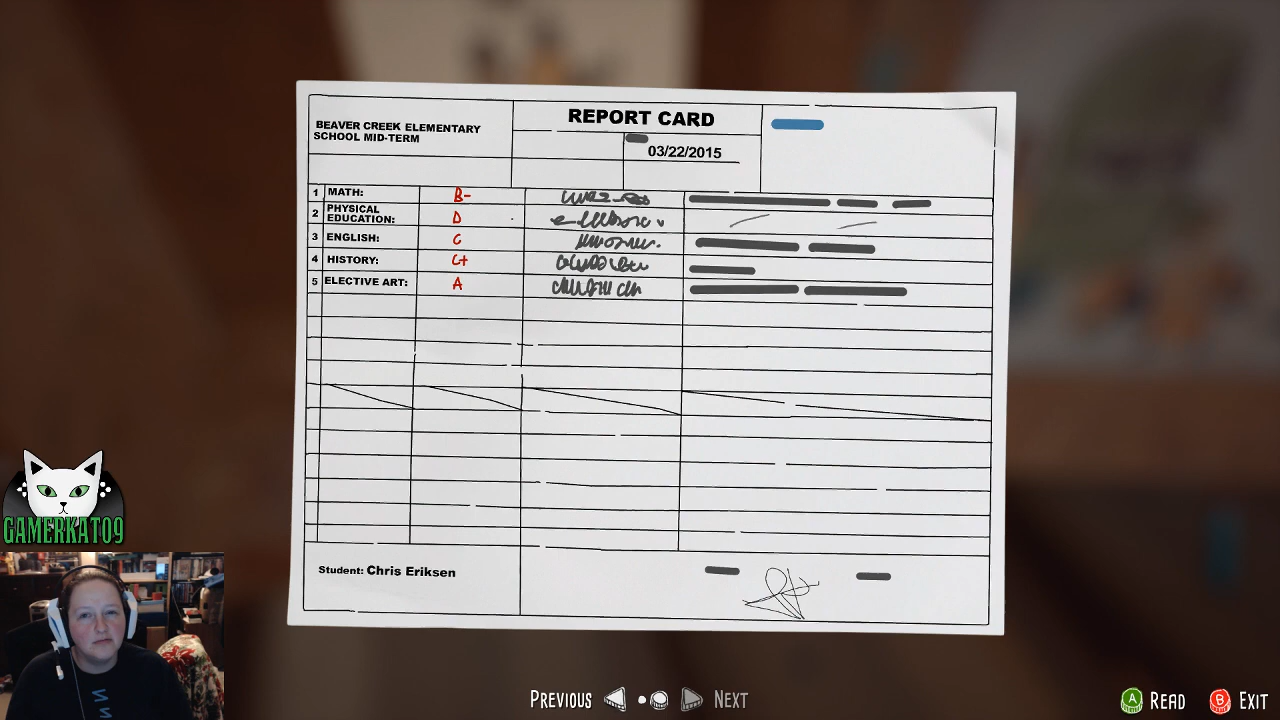 REPORT CARD
BEAVER CREEK ELEMENTARY
SCHOOL MID-TERM
03/22/2015
1 MATH: B-
2 PHYSICAL
EDUCATION: D
3 ENGLISH: C
4 HISTORY: C+
5 ELECTIVE ART: A
Student: Chris Eriksen
GAMERKAT09
PREVIOUS NEXT
A READ B EXIT